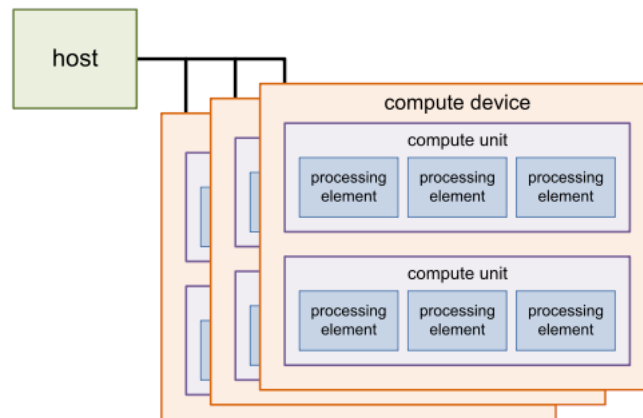 host
compute device
compute unit
processing element
processing element
processing element
compute unit
processing element
processing element
processing element